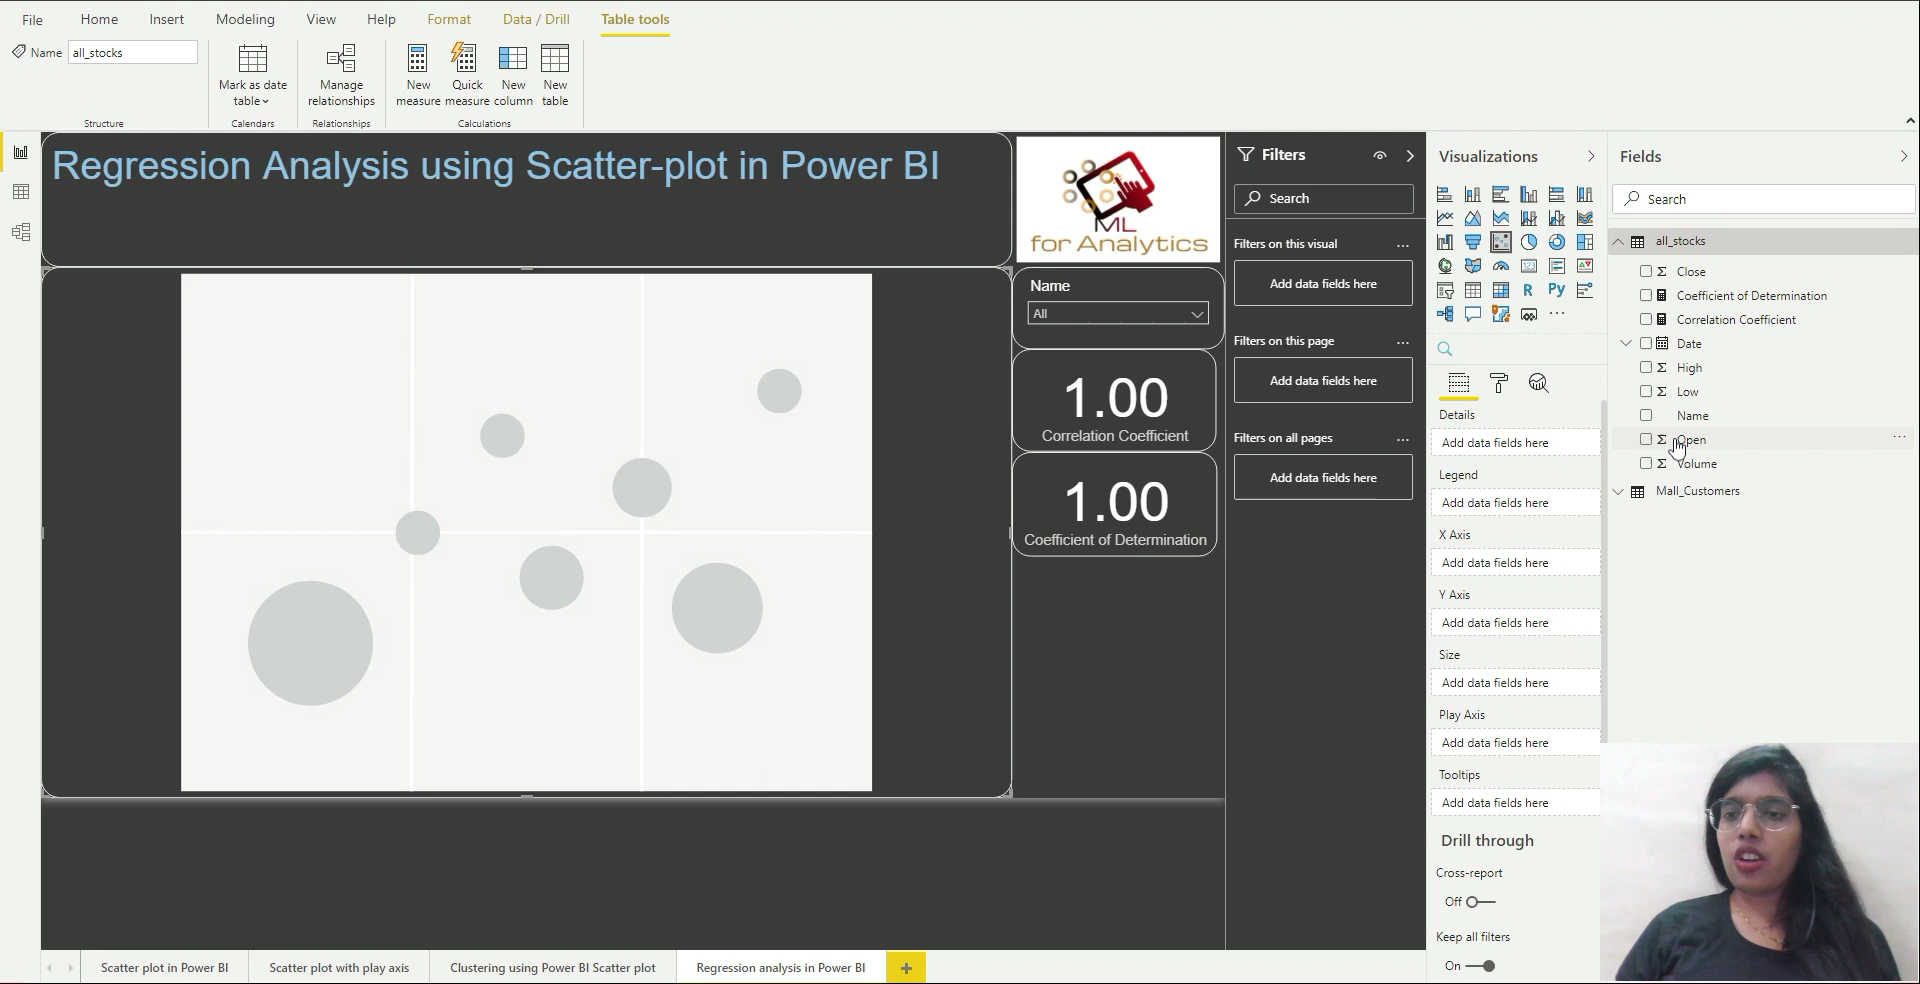 File Home Insert Modeling View Help Format Data / Drill Table tools
Name all_stocks
Mark as date table
Manage relationships
New measure
Quick measure
New column
New table
Structure Calendars Relationships Calculations
Regression Analysis using Scatter-plot in Power BI
ML
for Analytics
Name
All
1.00
Correlation Coefficient
1.00
Coefficient of Determination
Filters
Search
Filters on this visual ...
Add data fields here
Filters on this page ...
Add data fields here
Filters on all pages ...
Add data fields here
Visualizations
123
R Py
...
Details
Add data fields here
Legend
Add data fields here
X Axis
Add data fields here
Y Axis
Add data fields here
Size
Add data fields here
Play Axis
Add data fields here
Tooltips
Add data fields here
Drill through
Cross-report
Off
Keep all filters
On
Fields
Search
all_stocks
Σ Close
Coefficient of Determination
Correlation Coefficient
Date
Σ High
Σ Low
Name
Σ Open ...
Σ Volume
Mall_Customers
Scatter plot in Power BI
Scatter plot with play axis
Clustering using Power BI Scatter plot
Regression analysis in Power BI
+